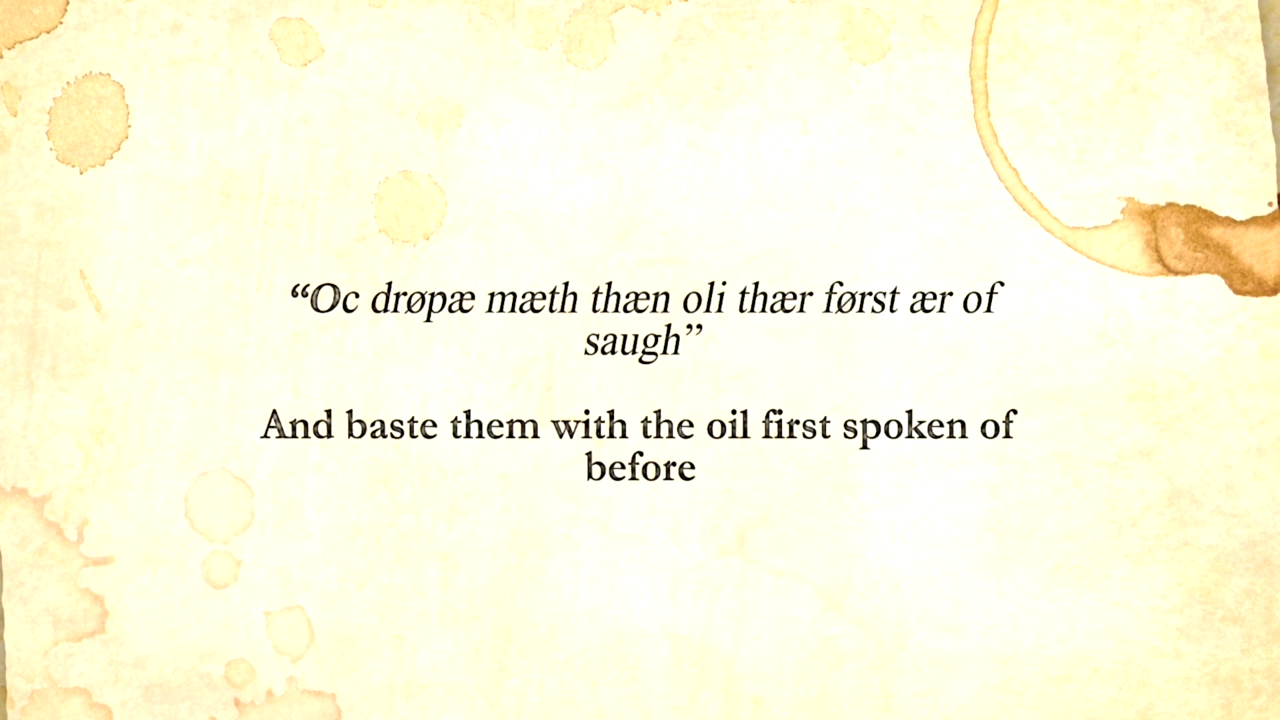 “Oc drøpæ mæth thæn oli thær først ær of
saugh”
And baste them with the oil first spoken of
before